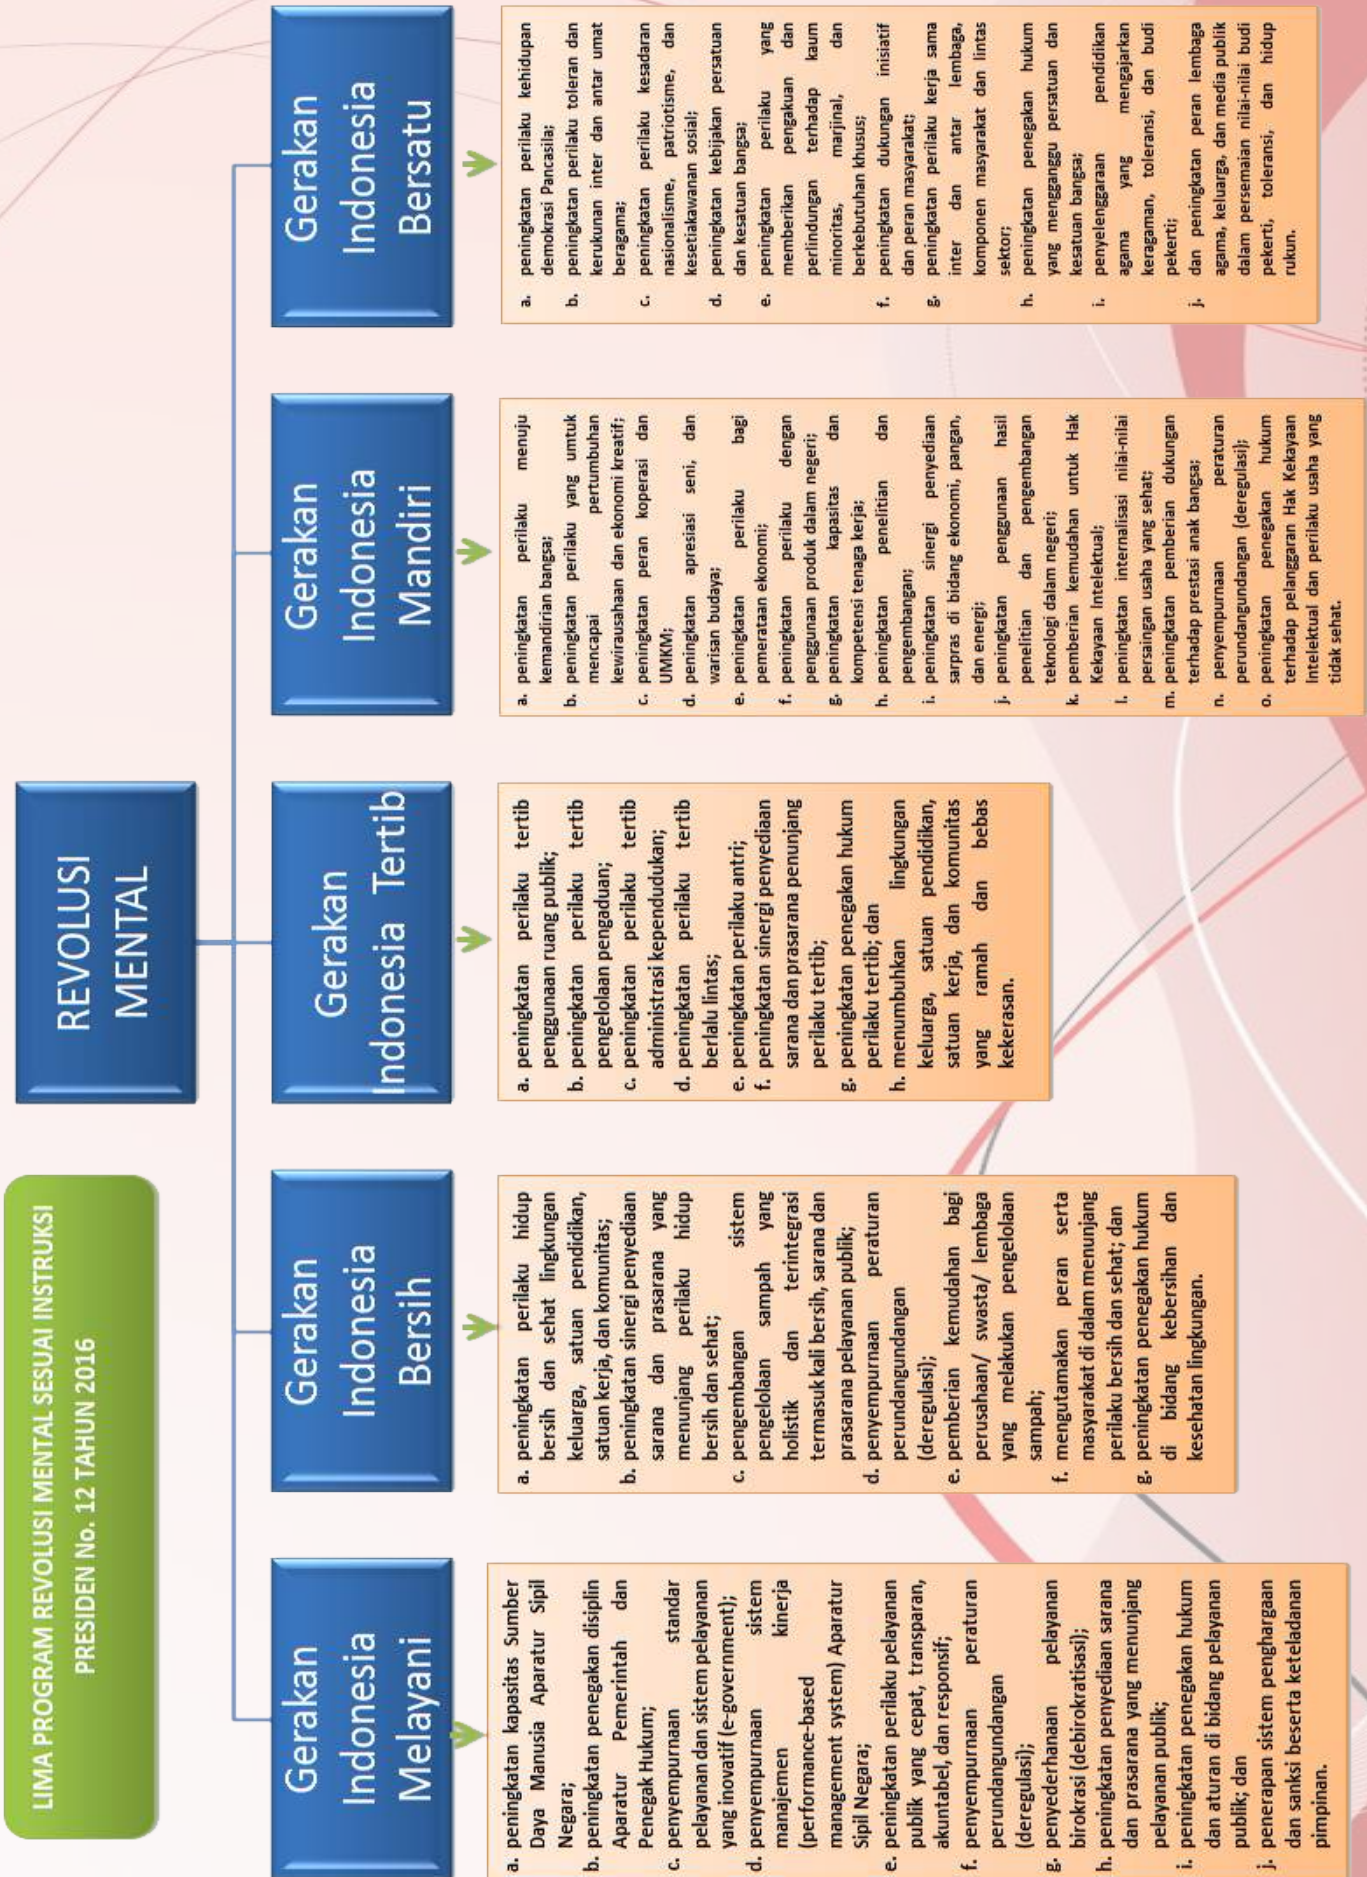 LIMA PROGRAM REVOLUSI MENTAL SESUAI INSTRUKSI
PRESIDEN No. 12 TAHUN 2016
REVOLUSI
MENTAL
Gerakan
Indonesia
Melayani
a. peningkatan kapasitas Sumber
Daya Manusia Aparatur Sipil
Negara;
b. peningkatan penegakan disiplin
Aparatur Pemerintah dan
Penegak Hukum;
c. penyempurnaan standar
pelayanan dan sistem pelayanan
yang inovatif (e-government);
d. penyempurnaan sistem
manajemen kinerja
(performance-based
management system) Aparatur
Sipil Negara;
e. peningkatan perilaku pelayanan
publik yang cepat, transparan,
akuntabel, dan responsif;
f. penyempurnaan peraturan
perundangundangan
(deregulasi);
g. penyederhanaan pelayanan
birokrasi (debirokratisasi);
h. peningkatan penyediaan sarana
dan prasarana yang menunjang
pelayanan publik;
i. peningkatan penegakan hukum
dan aturan di bidang pelayanan
publik; dan
j. penerapan sistem penghargaan
dan sanksi beserta keteladanan
pimpinan.
Gerakan
Indonesia
Bersih
a. peningkatan perilaku hidup
bersih dan sehat lingkungan
keluarga, satuan pendidikan,
satuan kerja, dan komunitas;
b. peningkatan sinergi penyediaan
sarana dan prasarana yang
menunjang perilaku hidup
bersih dan sehat;
c. pengembangan sistem
pengelolaan sampah yang
holistik dan terintegrasi
termasuk kali bersih, sarana dan
prasarana pelayanan publik;
d. penyempurnaan peraturan
perundangundangan
(deregulasi);
e. pemberian kemudahan bagi
perusahaan/ swasta/ lembaga
yang melakukan pengelolaan
sampah;
f. mengutamakan peran serta
masyarakat di dalam menunjang
perilaku bersih dan sehat; dan
g. peningkatan penegakan hukum
di bidang kebersihan dan
kesehatan lingkungan.
Gerakan
Indonesia Tertib
a. peningkatan perilaku tertib
penggunaan ruang publik;
b. peningkatan perilaku tertib
pengelolaan pengaduan;
c. peningkatan perilaku tertib
administrasi kependudukan;
d. peningkatan perilaku tertib
berlalu lintas;
e. peningkatan perilaku antri;
f. peningkatan sinergi penyediaan
sarana dan prasarana penunjang
perilaku tertib;
g. peningkatan penegakan hukum
perilaku tertib; dan
h. menumbuhkan lingkungan
keluarga, satuan pendidikan,
satuan kerja, dan komunitas
yang ramah dan bebas
kekerasan.
Gerakan
Indonesia
Mandiri
a. peningkatan perilaku menuju
kemandirian bangsa;
b. peningkatan perilaku yang umtuk
mencapai pertumbuhan
kewirausahaan dan ekonomi kreatif;
c. peningkatan peran koperasi dan
UMKM;
d. peningkatan apresiasi seni, dan
warisan budaya;
e. peningkatan perilaku bagi
pemerataan ekonomi;
f. peningkatan perilaku dengan
penggunaan produk dalam negeri;
g. peningkatan kapasitas dan
kompetensi tenaga kerja;
h. peningkatan penelitian dan
pengembangan;
i. peningkatan sinergi penyediaan
sarpras di bidang ekonomi, pangan,
dan energi;
j. peningkatan penggunaan hasil
penelitian dan pengembangan
teknologi dalam negeri;
k. pemberian kemudahan untuk Hak
Kekayaan Intelektual;
l. peningkatan internalisasi nilai-nilai
persaingan usaha yang sehat;
m. peningkatan pemberian dukungan
terhadap prestasi anak bangsa;
n. penyempurnaan peraturan
perundangundangan (deregulasi);
o. peningkatan penegakan hukum
terhadap pelanggaran Hak Kekayaan
Intelektual dan perilaku usaha yang
tidak sehat.
Gerakan
Indonesia
Bersatu
a. peningkatan perilaku kehidupan
demokrasi Pancasila;
b. peningkatan perilaku toleran dan
kerukunan inter dan antar umat
beragama;
c. peningkatan perilaku kesadaran
nasionalisme, patriotisme, dan
kesetiakawanan sosial;
d. peningkatan kebijakan persatuan
dan kesatuan bangsa;
e. peningkatan perilaku yang
memberikan pengakuan dan
perlindungan terhadap kaum
minoritas, marjinal, dan
berkebutuhan khusus;
f. peningkatan dukungan inisiatif
dan peran masyarakat;
g. peningkatan perilaku kerja sama
inter dan antar lembaga,
komponen masyarakat dan lintas
sektor;
h. peningkatan penegakan hukum
yang mengganggu persatuan dan
kesatuan bangsa;
i. penyelenggaraan pendidikan
agama yang mengajarkan
keragaman, toleransi, dan budi
pekerti;
j. dan peningkatan peran lembaga
agama, keluarga, dan media publik
dalam persemaian nilai-nilai budi
pekerti, toleransi, dan hidup
rukun.